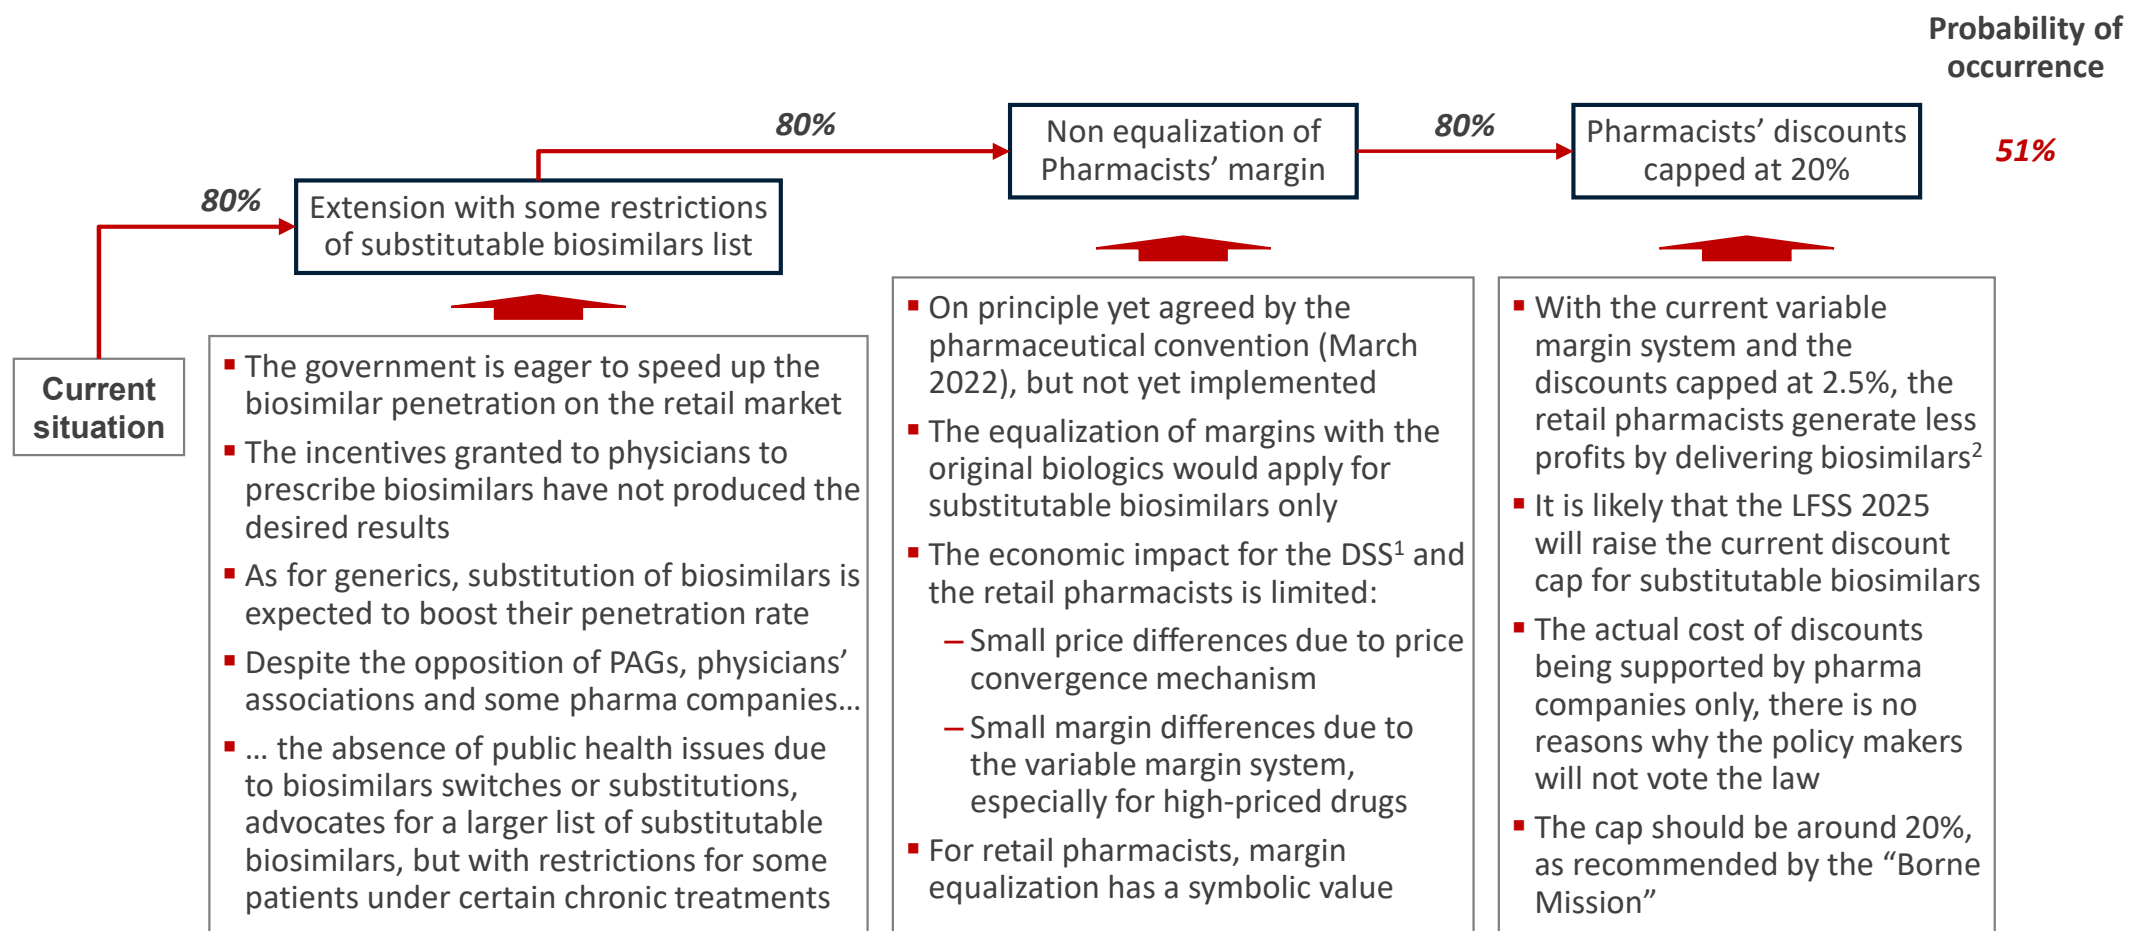 Probability of
occurrence
80%
Non equalization of
Pharmacists’ margin
80%
Pharmacists’ discounts
capped at 20%
51%
80%
Extension with some restrictions
of substitutable biosimilars list
Current
situation
▪ The government is eager to speed up the
biosimilar penetration on the retail market
▪ The incentives granted to physicians to
prescribe biosimilars have not produced the
desired results
▪ As for generics, substitution of biosimilars is
expected to boost their penetration rate
▪ Despite the opposition of PAGs, physicians’
associations and some pharma companies…
▪ … the absence of public health issues due
to biosimilars switches or substitutions,
advocates for a larger list of substitutable
biosimilars, but with restrictions for some
patients under certain chronic treatments
▪ On principle yet agreed by the
pharmaceutical convention (March
2022), but not yet implemented
▪ The equalization of margins with the
original biologics would apply for
substitutable biosimilars only
▪ The economic impact for the DSS¹ and
the retail pharmacists is limited:
– Small price differences due to price
convergence mechanism
– Small margin differences due to
the variable margin system,
especially for high-priced drugs
▪ For retail pharmacists, margin
equalization has a symbolic value
▪ With the current variable
margin system and the
discounts capped at 2.5%, the
retail pharmacists generate less
profits by delivering biosimilars²
▪ It is likely that the LFSS 2025
will raise the current discount
cap for substitutable biosimilars
▪ The actual cost of discounts
being supported by pharma
companies only, there is no
reasons why the policy makers
will not vote the law
▪ The cap should be around 20%,
as recommended by the “Borne
Mission”